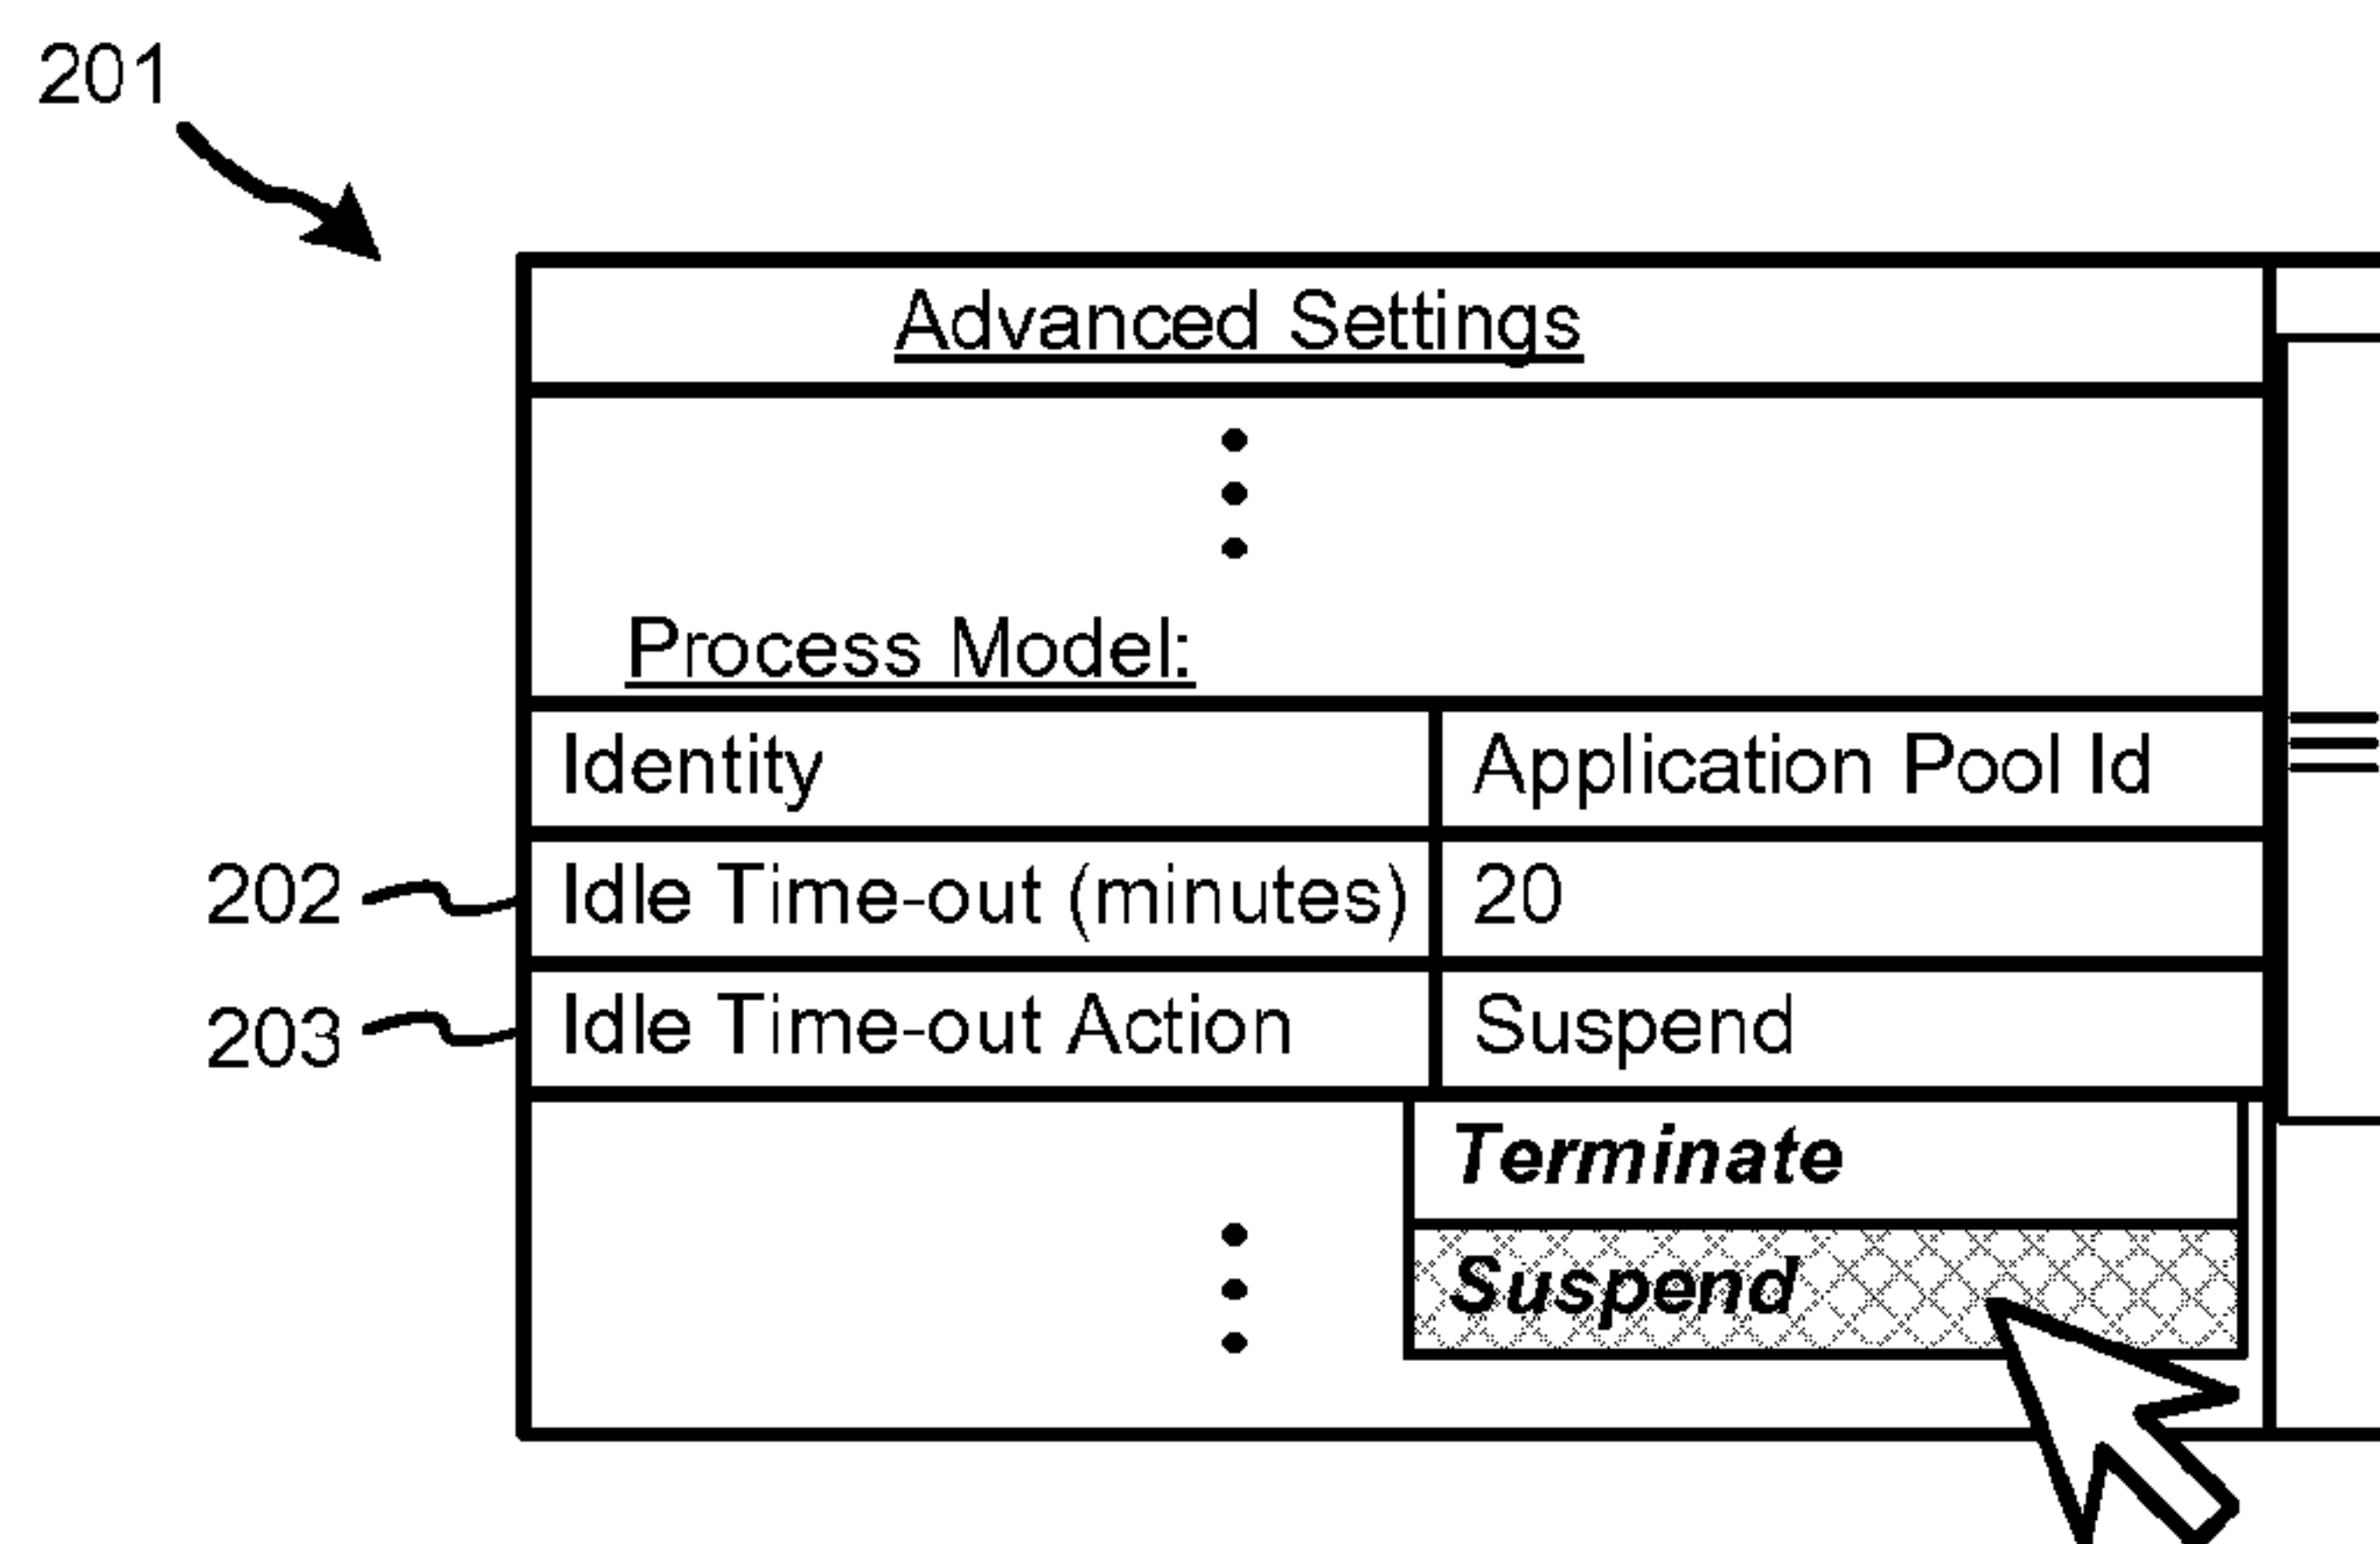 201
Advanced Settings
Process Model:
Identity Application Pool Id
202 Idle Time-out (minutes) 20
203 Idle Time-out Action Suspend
Terminate
Suspend